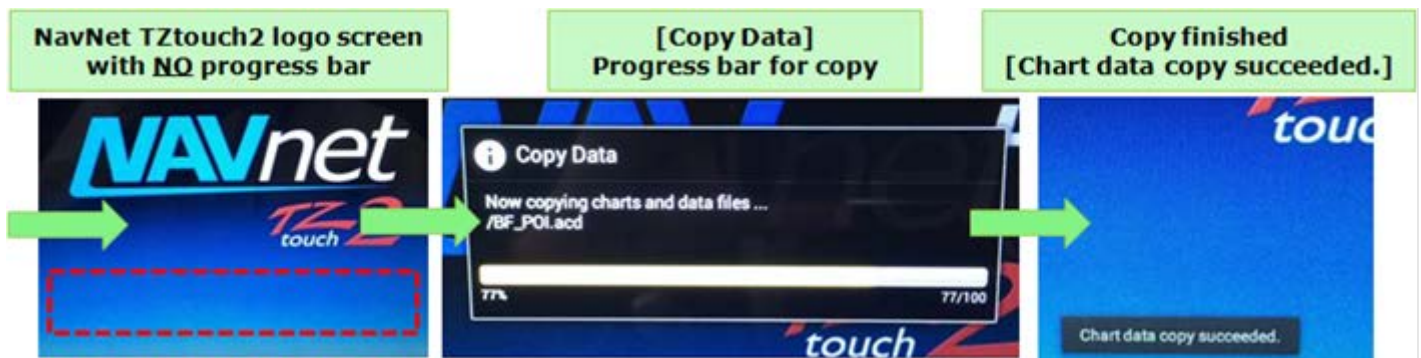 NavNet TZtouch2 logo screen
with NO progress bar
[Copy Data]
Progress bar for copy
Copy finished
[Chart data copy succeeded.]
NAVnet
TZ 2
touch
Copy Data
Now copying charts and data files ...
/BF_POI.acd
77%
77/100
touch
touc
Chart data copy succeeded.